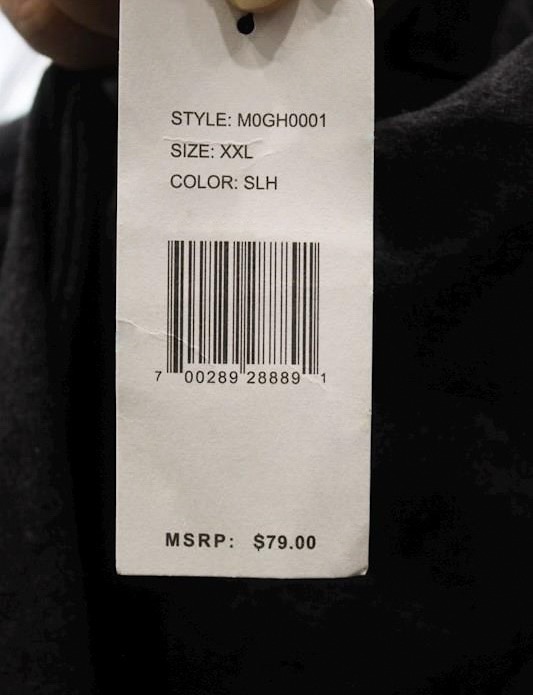 STYLE: M0GH0001
SIZE: XXL
COLOR: SLH
7 00289 28889 1
MSRP: $79.00